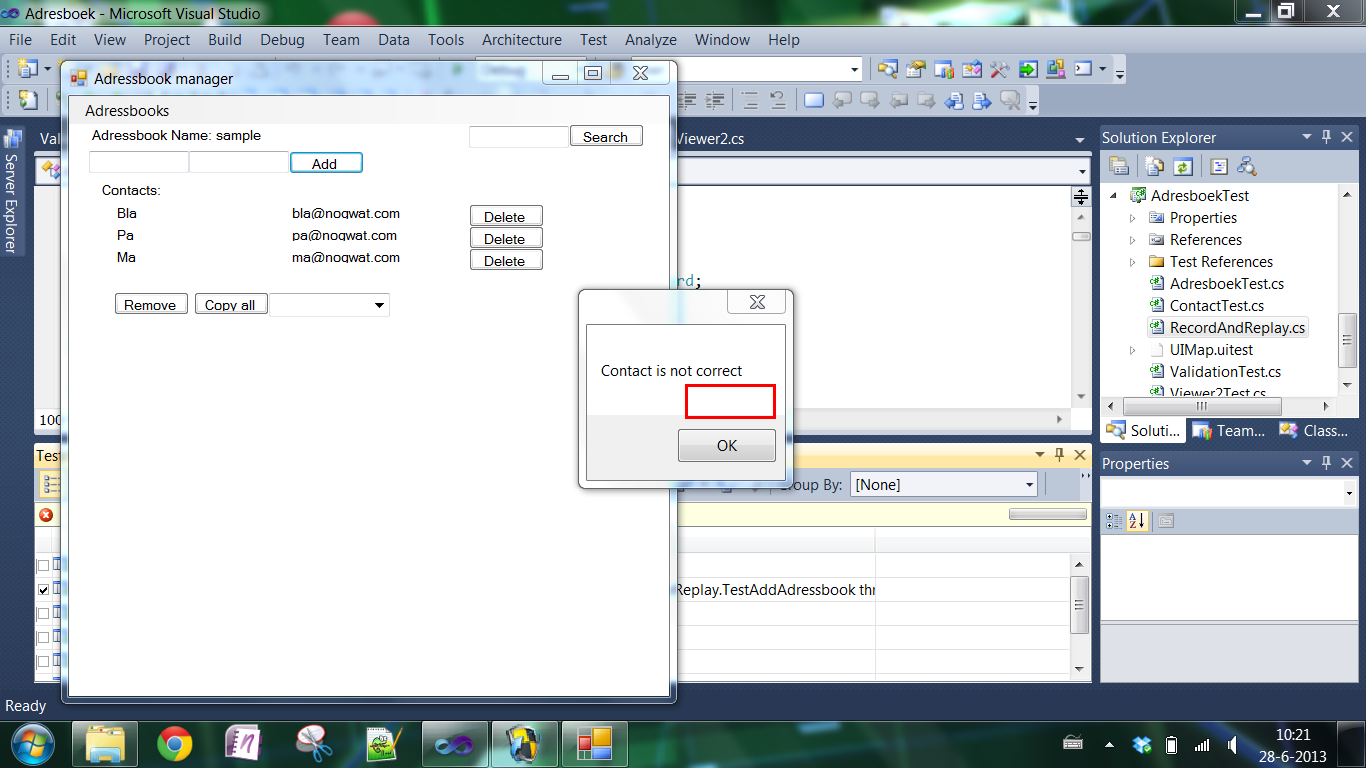 Adresboek - Microsoft Visual Studio
File Edit View Project Build Debug Team Data Tools Architecture Test Analyze Window Help
Adressbook manager
Adressbooks
Adressbook Name: sample
Search
Add
Contacts:
Bla bla@noqwat.com Delete
Pa pa@noqwat.com Delete
Ma ma@noqwat.com Delete
Remove Copy all
Server Explorer
Viewer2.cs
rd;
Contact is not correct
OK
Group By: [None]
Replay.TestAddAdressbook
Solution Explorer
AdresboekTest
Properties
References
Test References
AdresboekTest.cs
ContactTest.cs
RecordAndReplay.cs
UIMap.uitest
ValidationTest.cs
Viewer2Test.cs
Soluti... Team... Class...
Properties
Ready
10:21
28-6-2013